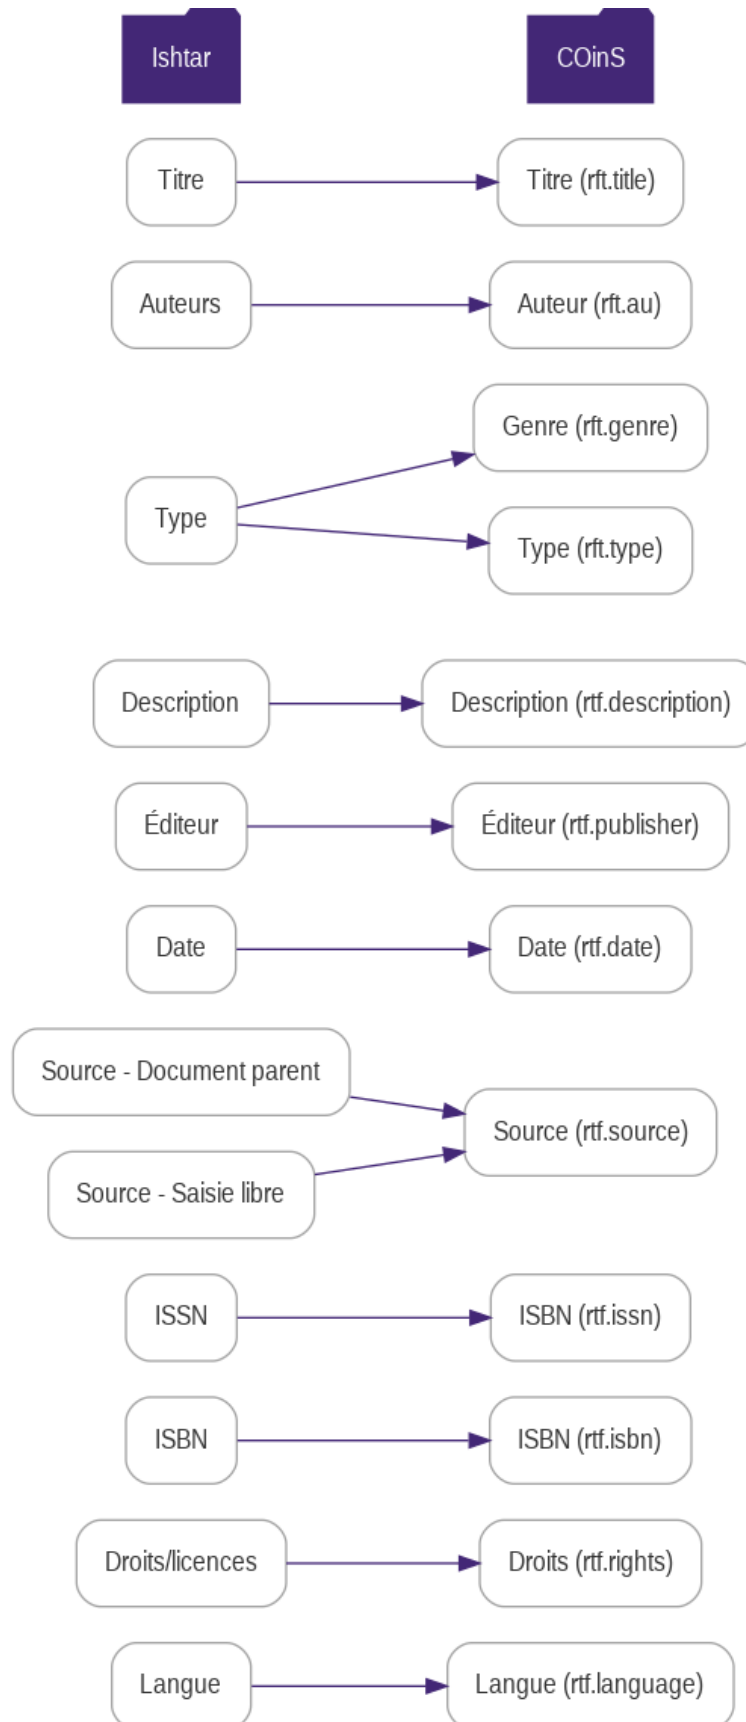 Ishtar
COinS
Titre
Titre (rft.title)
Auteurs
Auteur (rft.au)
Genre (rft.genre)
Type
Type (rft.type)
Description
Description (rtf.description)
Éditeur
Éditeur (rtf.publisher)
Date
Date (rtf.date)
Source - Document parent
Source (rtf.source)
Source - Saisie libre
ISSN
ISBN (rtf.issn)
ISBN
ISBN (rtf.isbn)
Droits/licences
Droits (rtf.rights)
Langue
Langue (rtf.language)